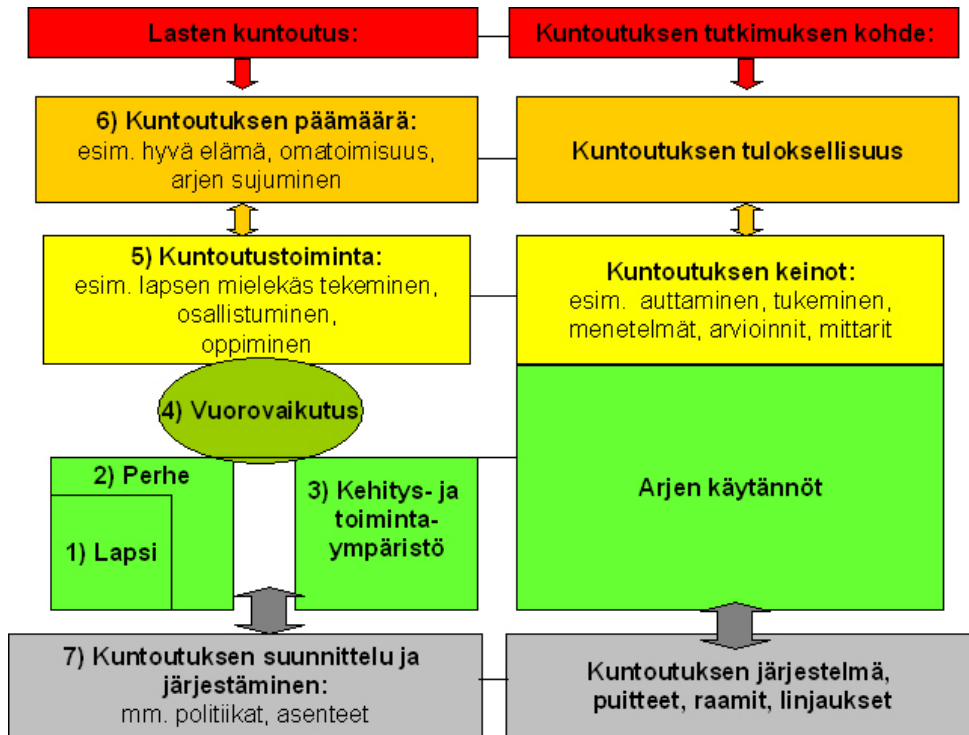 Lasten kuntoutus:
Kuntoutuksen tutkimuksen kohde:
6) Kuntoutuksen päämäärä:
esim. hyvä elämä, omatoimisuus,
arjen sujuminen
Kuntoutuksen tuloksellisuus
5) Kuntoutustoiminta:
esim. lapsen mielekäs tekeminen,
osallistuminen,
oppiminen
Kuntoutuksen keinot:
esim. auttaminen, tukeminen,
menetelmät, arvioinnit, mittarit
4) Vuorovaikutus
2) Perhe
1) Lapsi
3) Kehitys- ja
toiminta-
ympäristö
Arjen käytännöt
7) Kuntoutuksen suunnittelu ja
järjestäminen:
mm. politiikat, asenteet
Kuntoutuksen järjestelmä,
puitteet, raamit, linjaukset